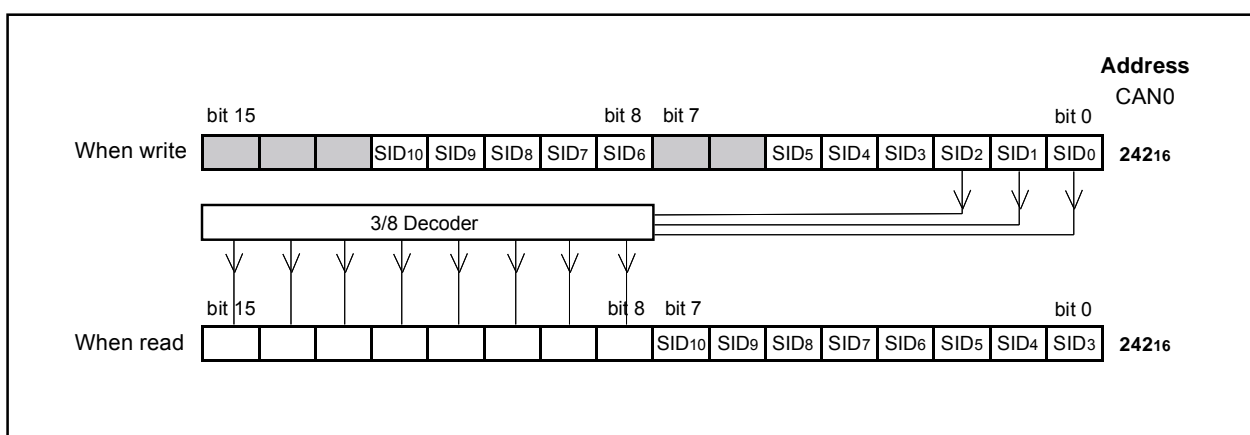 Address
CAN0
bit 15 bit 8 bit 7 bit 0
When write SID10 SID9 SID8 SID7 SID6 SID5 SID4 SID3 SID2 SID1 SID0 24216
3/8 Decoder
bit 15 bit 8 bit 7 bit 0
When read SID10 SID9 SID8 SID7 SID6 SID5 SID4 SID3 24216